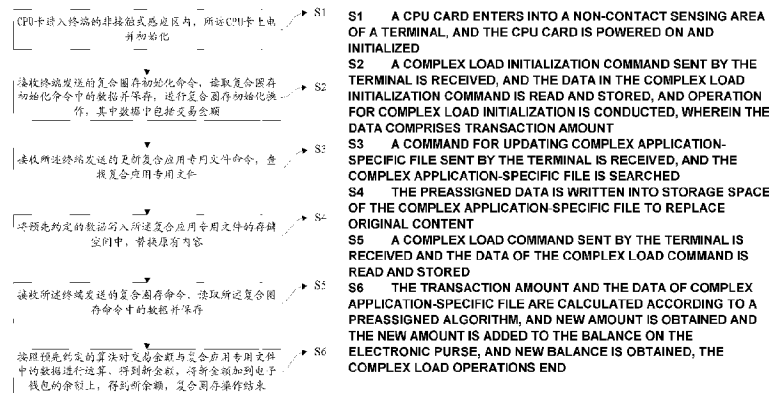 CPU卡进入终端的非接触式感应区内，所述CPU卡上电
并初始化
S1
接收终端发送的复合圈存初始化命令，读取复合圈存
初始化命令中的数据并保存，进行复合圈存初始化操
作，其中数据中包括交易金额
S2
接收所述终端发送的更新复合应用专用文件命令，查
找复合应用专用文件
S3
将预先约定的数据写入所述复合应用专用文件的存储
空间中，替换原有内容
S4
接收所述终端发送的复合圈存命令，读取所述复合圈
存命令中的数据并保存
S5
按照预先约定的算法对交易金额与复合应用专用文件
中的数据进行运算，得到新金额，将新金额加到电子
钱包的余额上，得到新余额，复合圈存操作结束
S6
S1 A CPU CARD ENTERS INTO A NON-CONTACT SENSING AREA
OF A TERMINAL, AND THE CPU CARD IS POWERED ON AND
INITIALIZED
S2 A COMPLEX LOAD INITIALIZATION COMMAND SENT BY THE
TERMINAL IS RECEIVED, AND THE DATA IN THE COMPLEX LOAD
INITIALIZATION COMMAND IS READ AND STORED, AND OPERATION
FOR COMPLEX LOAD INITIALIZATION IS CONDUCTED, WHEREIN THE
DATA COMPRISES TRANSACTION AMOUNT
S3 A COMMAND FOR UPDATING COMPLEX APPLICATION-
SPECIFIC FILE SENT BY THE TERMINAL IS RECEIVED, AND THE
COMPLEX APPLICATION-SPECIFIC FILE IS SEARCHED
S4 THE PREASSIGNED DATA IS WRITTEN INTO STORAGE SPACE
OF THE COMPLEX APPLICATION-SPECIFIC FILE TO REPLACE
ORIGINAL CONTENT
S5 A COMPLEX LOAD COMMAND SENT BY THE TERMINAL IS
RECEIVED AND THE DATA OF THE COMPLEX LOAD COMMAND IS
READ AND STORED
S6 THE TRANSACTION AMOUNT AND THE DATA OF COMPLEX
APPLICATION-SPECIFIC FILE ARE CALCULATED ACCORDING TO A
PREASSIGNED ALGORITHM, AND NEW AMOUNT IS OBTAINED AND
THE NEW AMOUNT IS ADDED TO THE BALANCE ON THE
ELECTRONIC PURSE, AND NEW BALANCE IS OBTAINED, THE
COMPLEX LOAD OPERATIONS END